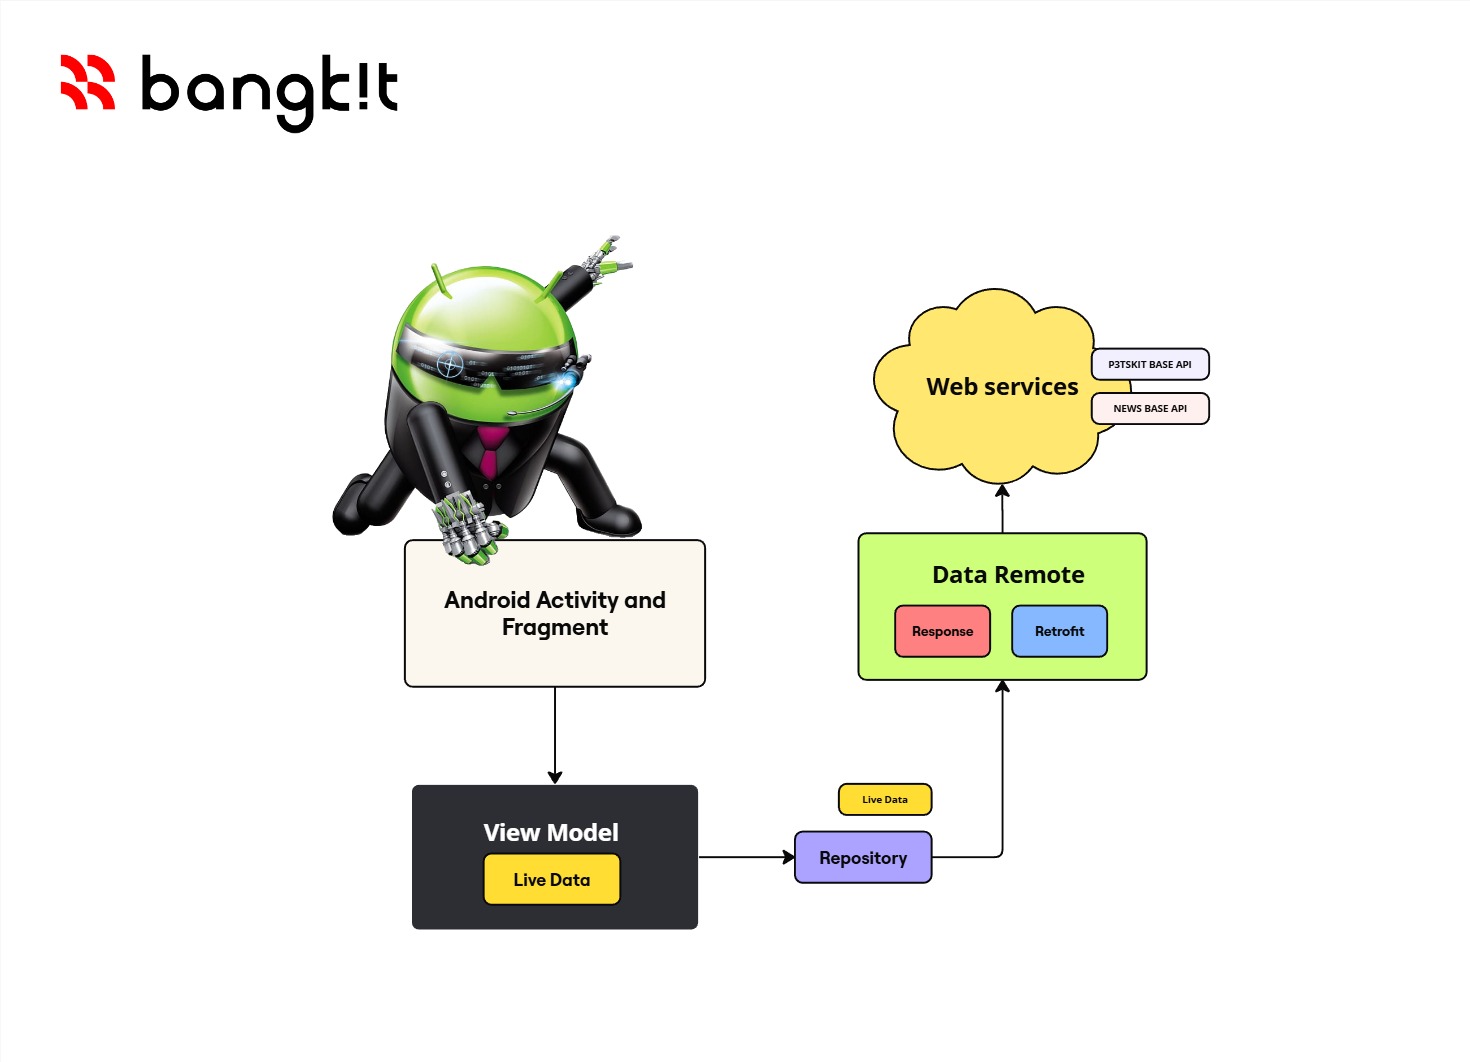 bangk!t
Web services
P3TSKIT BASE API
NEWS BASE API
Android Activity and
Fragment
Data Remote
Response
Retrofit
View Model
Live Data
Live Data
Repository